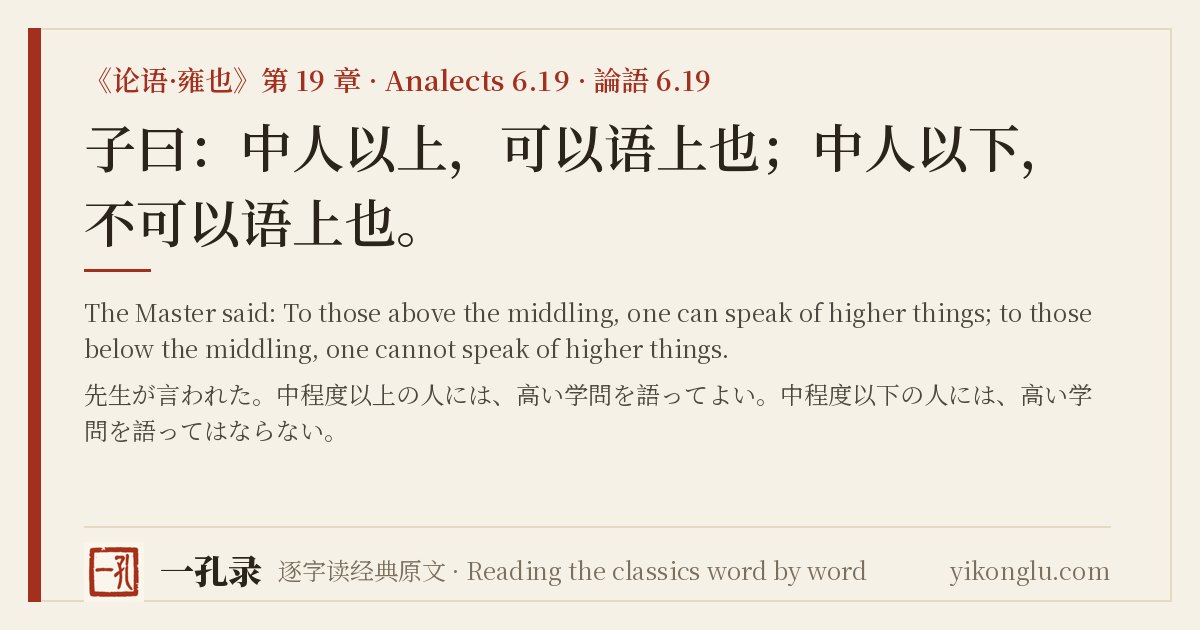 《论语·雍也》第 19 章 · Analects 6.19 · 論語 6.19
子曰：中人以上，可以语上也；中人以下，
不可以语上也。
The Master said: To those above the middling, one can speak of higher things; to those
below the middling, one cannot speak of higher things.
先生が言われた。中程度以上の人には、高い学問を語ってよい。中程度以下の人には、高い学
問を語ってはならない。
一孔
一孔录 逐字读经典原文 · Reading the classics word by word yikonglu.com